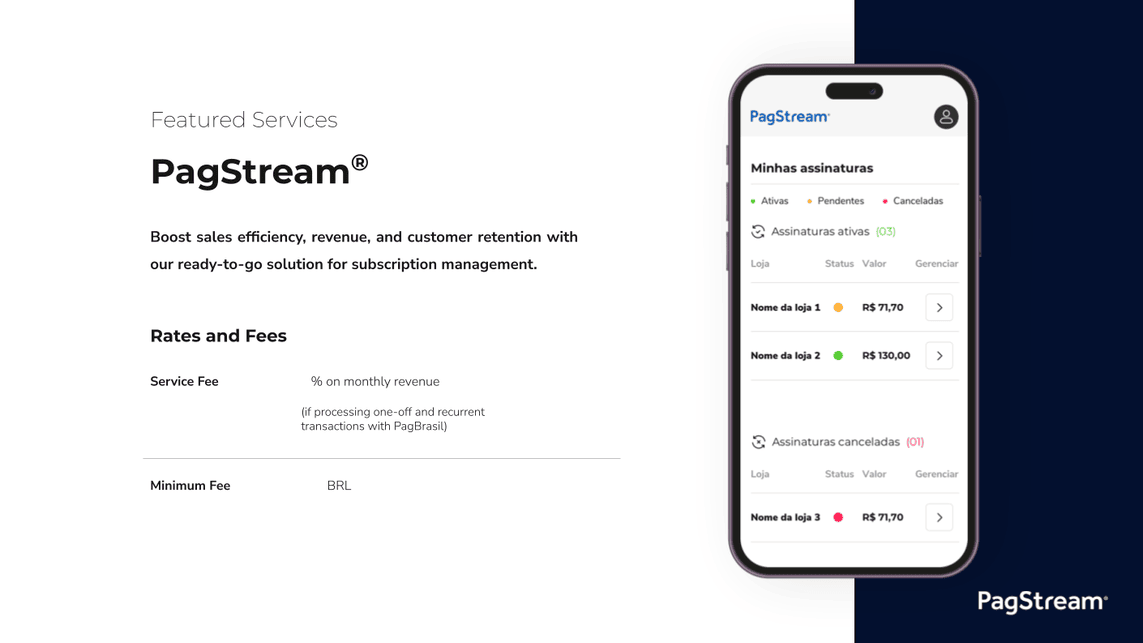 Featured Services
PagStream®
Boost sales efficiency, revenue, and customer retention with
our ready-to-go solution for subscription management.
Rates and Fees
Service Fee % on monthly revenue
(if processing one-off and recurrent
transactions with PagBrasil)
Minimum Fee BRL
PagStream®
Minhas assinaturas
Ativas Pendentes Canceladas
Assinaturas ativas (03)
Loja Status Valor Gerenciar
Nome da loja 1 R$ 71,70
Nome da loja 2 R$ 130,00
Assinaturas canceladas (01)
Loja Status Valor Gerenciar
Nome da loja 3 R$ 71,70
PagStream®